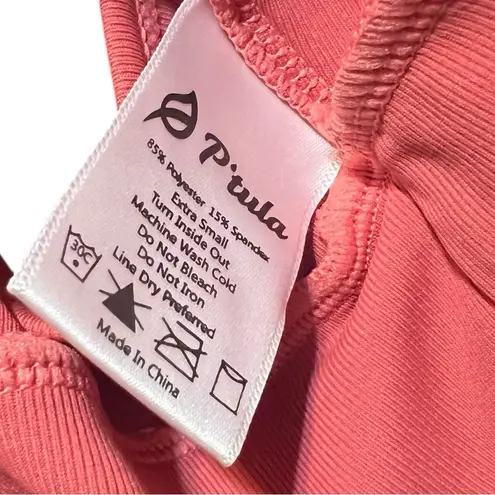 P'tula
85% Polyester 15% Spandex
Extra Small
Turn Inside Out
Machine Wash Cold
Do Not Bleach
Do Not Iron
Line Dry Preferred
30C
Made In China